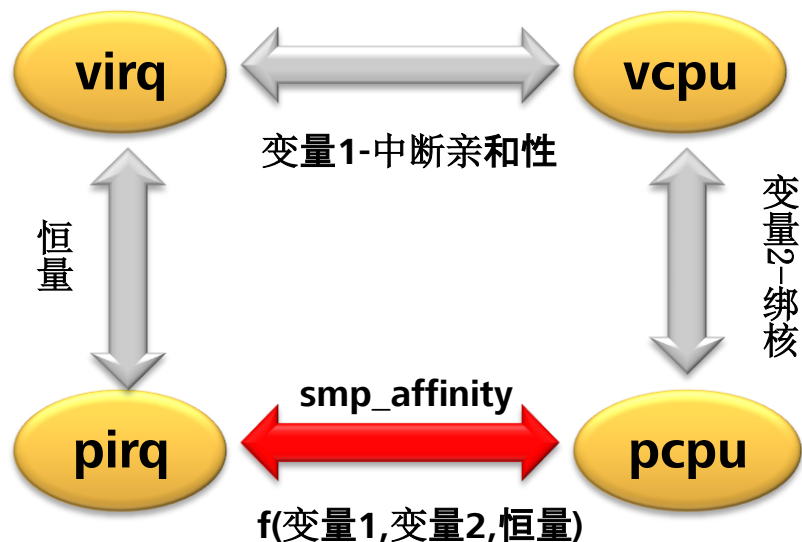 virq
vcpu
变量1-中断亲和性
恒量
变量2-绑核
smp_affinity
pirq
pcpu
f(变量1,变量2,恒量)